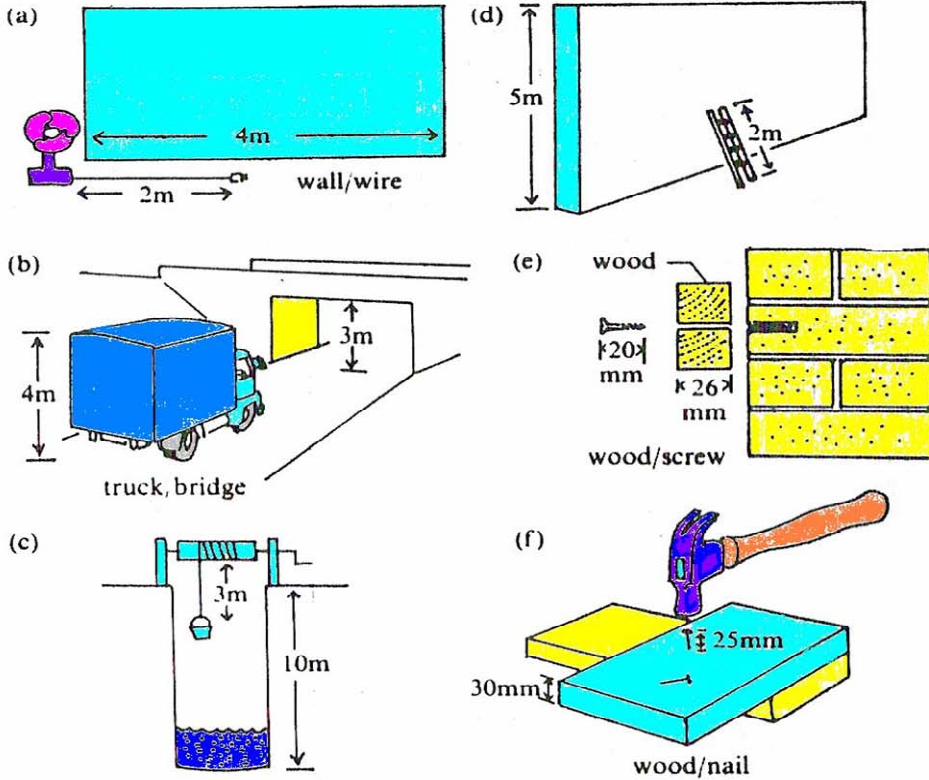 (a)
4m
2m
wall/wire
(b)
4m
3m
truck, bridge
(c)
3m
10m
(d)
5m
2m
(e)
wood
20
mm
26
mm
wood/screw
(f)
25mm
30mm
wood/nail